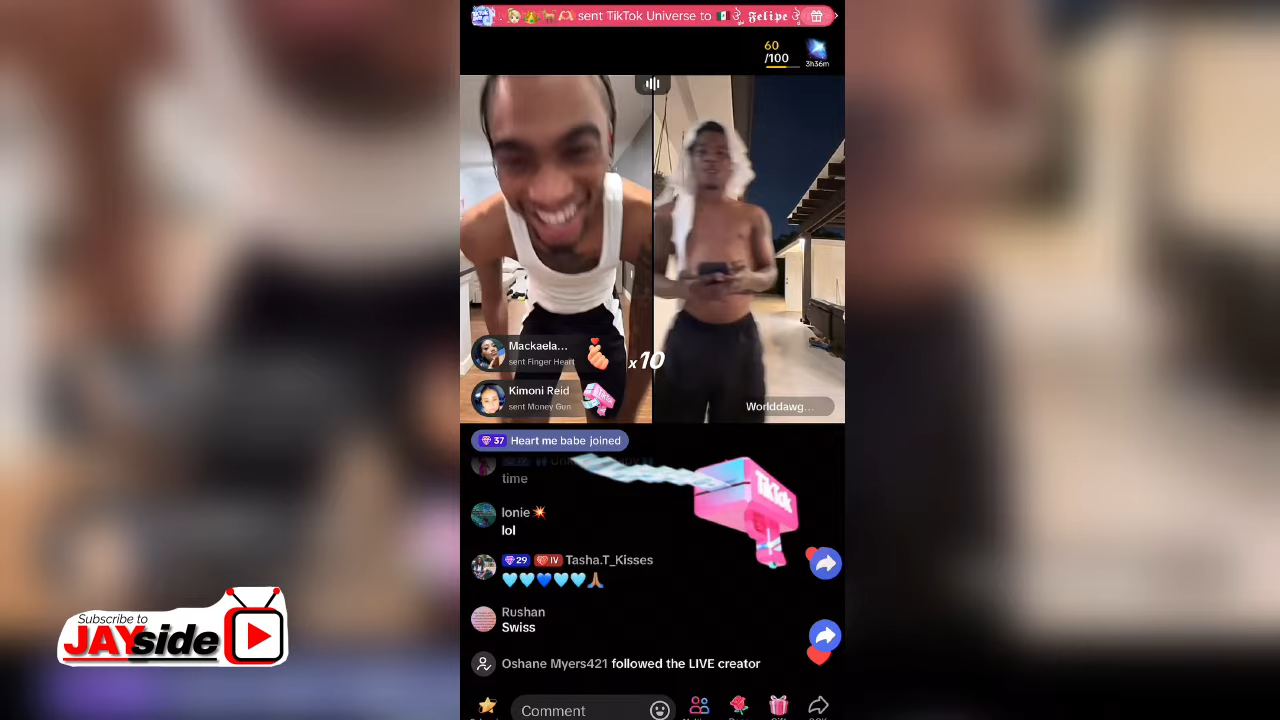 sent TikTok Universe to 🇲🇽 ঔৣ 𝕱𝖊𝖑𝖎𝖕𝖊 ঔৣ
60
/100
3h36m
Mackaela...
sent Finger Heart
x10
Kimoni Reid
sent Money Gun
Worlddawg...
37 Heart me babe joined
time
TikTok
Ionie💥
lol
29 IV Tasha.T_Kisses
🩵🩵💙🩵🩵🙏🏽
Rushan
Swiss
Subscribe to
JAYside
Oshane Myers421 followed the LIVE creator
Comment